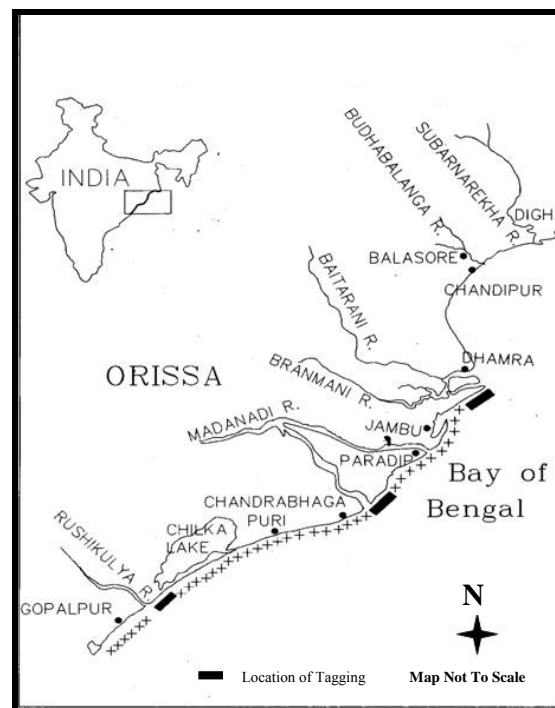 INDIA
BUDHABALANGA R.
SUBARNAREKHA R.
DIGH
BALASORE
CHANDIPUR
BAITARANI R.
DHAMRA
ORISSA
BRANMANI R.
MADANADI R.
JAMBU
PARADIP
Bay of
Bengal
CHANDRABHAGA
PURI
CHILKA
LAKE
RUSHIKULYA R.
GOPALPUR
N
Location of Tagging
Map Not To Scale